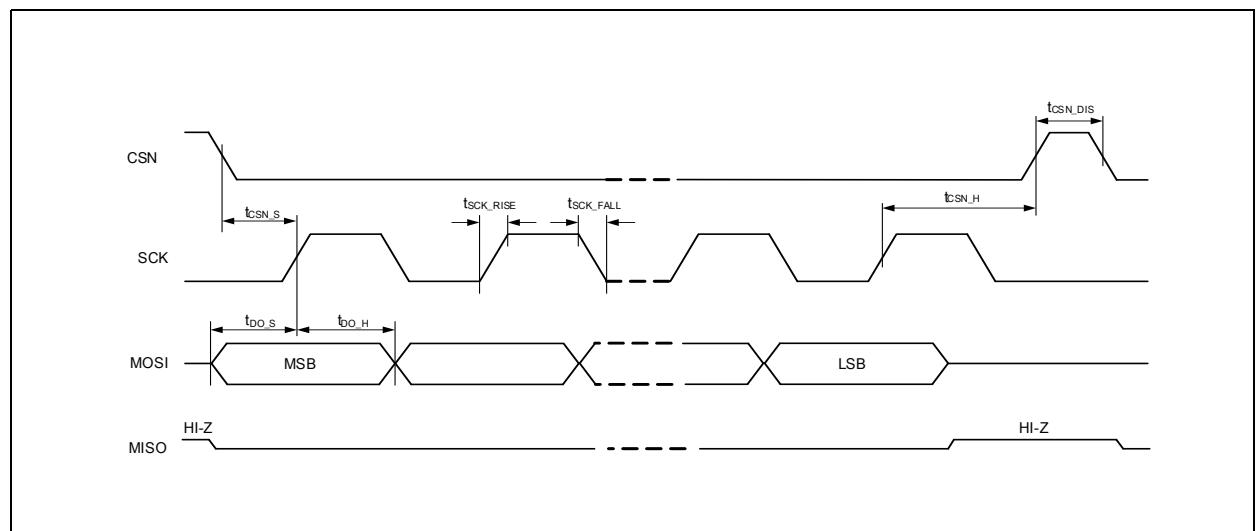 tCSN_DIS
CSN
tCSN_S
tSCK_RISE
tSCK_FALL
tCSN_H
SCK
tDO_S
tDO_H
MOSI
MSB
LSB
HI-Z
HI-Z
MISO